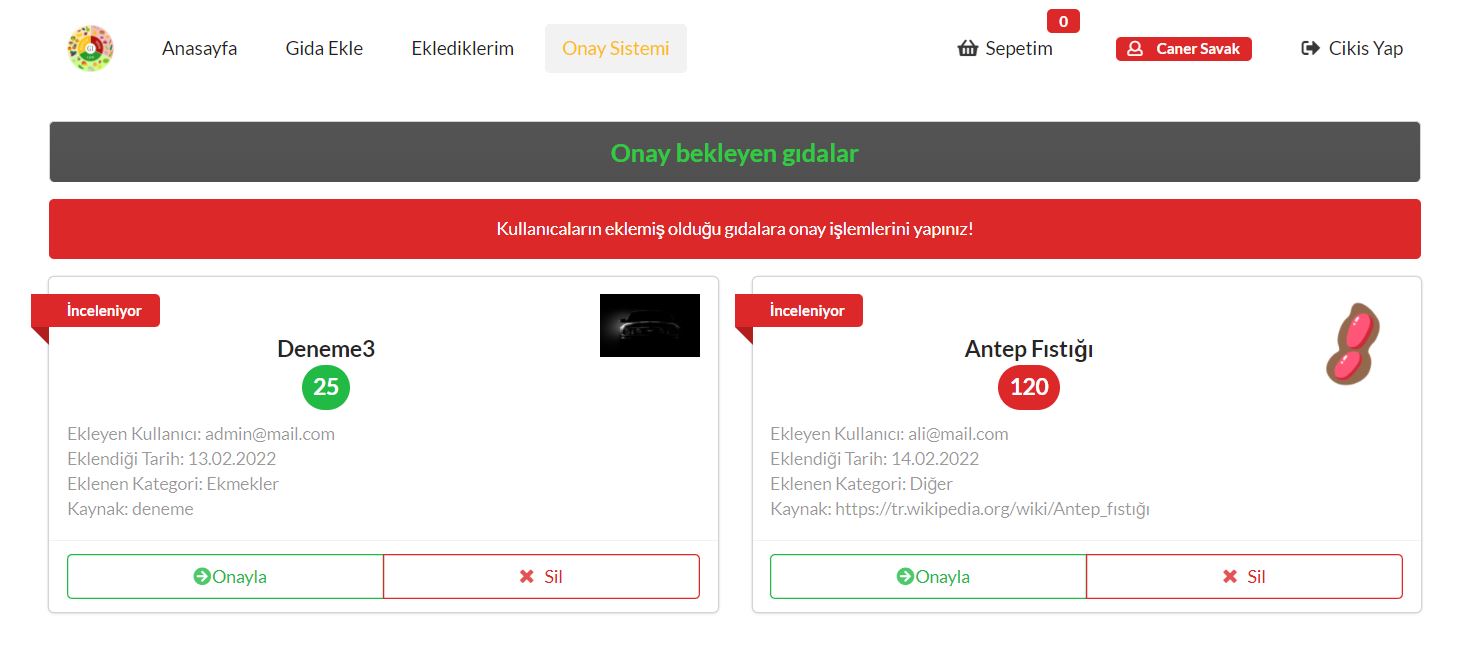 Anasayfa
Gida Ekle
Eklediklerim
Onay Sistemi
0
Sepetim
Caner Savak
Cikis Yap
Onay bekleyen gıdalar
Kullanıcaların eklemiş olduğu gıdalara onay işlemlerini yapınız!
İnceleniyor
Deneme3
25
Ekleyen Kullanıcı: admin@mail.com
Eklendiği Tarih: 13.02.2022
Eklenen Kategori: Ekmekler
Kaynak: deneme
Onayla
Sil
İnceleniyor
Antep Fıstığı
120
Ekleyen Kullanıcı: ali@mail.com
Eklendiği Tarih: 14.02.2022
Eklenen Kategori: Diğer
Kaynak: https://tr.wikipedia.org/wiki/Antep_fıstığı
Onayla
Sil